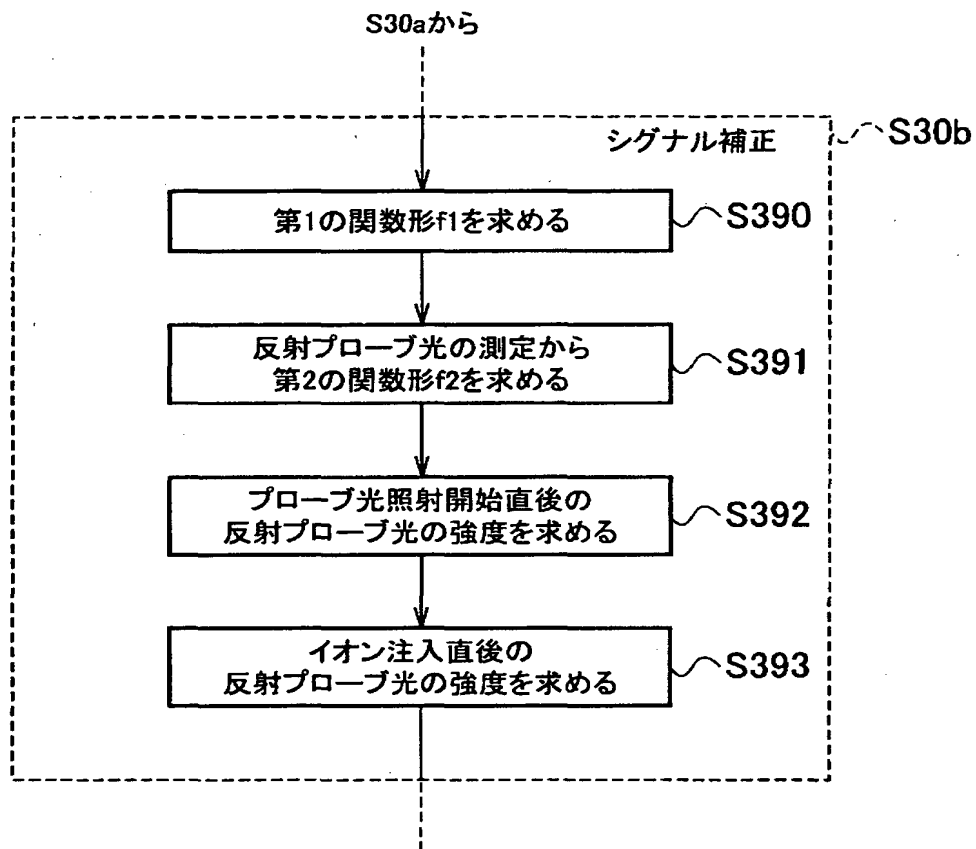 S30aから
シグナル補正
S30b
第1の関数形f1を求める
S390
反射プローブ光の測定から
第2の関数形f2を求める
S391
プローブ光照射開始直後の
反射プローブ光の強度を求める
S392
イオン注入直後の
反射プローブ光の強度を求める
S393